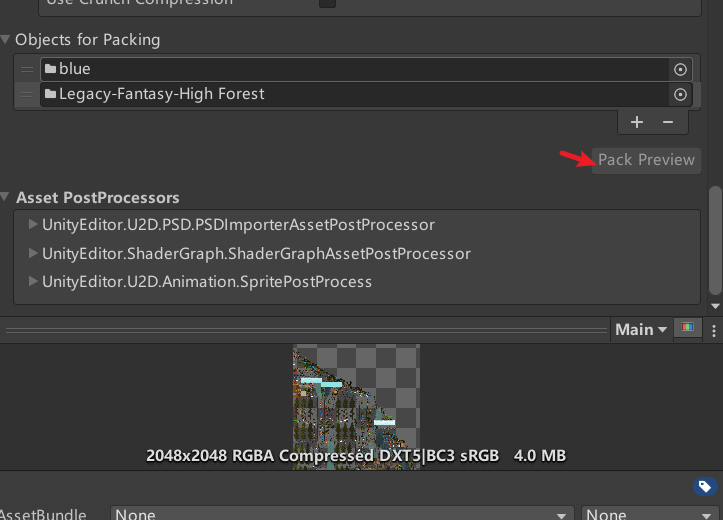 Use Crunch Compression
Objects for Packing
blue
Legacy-Fantasy-High Forest
Pack Preview
Asset PostProcessors
UnityEditor.U2D.PSD.PSDImporterAssetPostProcessor
UnityEditor.ShaderGraph.ShaderGraphAssetPostProcessor
UnityEditor.U2D.Animation.SpritePostProcess
Main
2048x2048 RGBA Compressed DXT5|BC3 sRGB 4.0 MB
AssetBundle None None